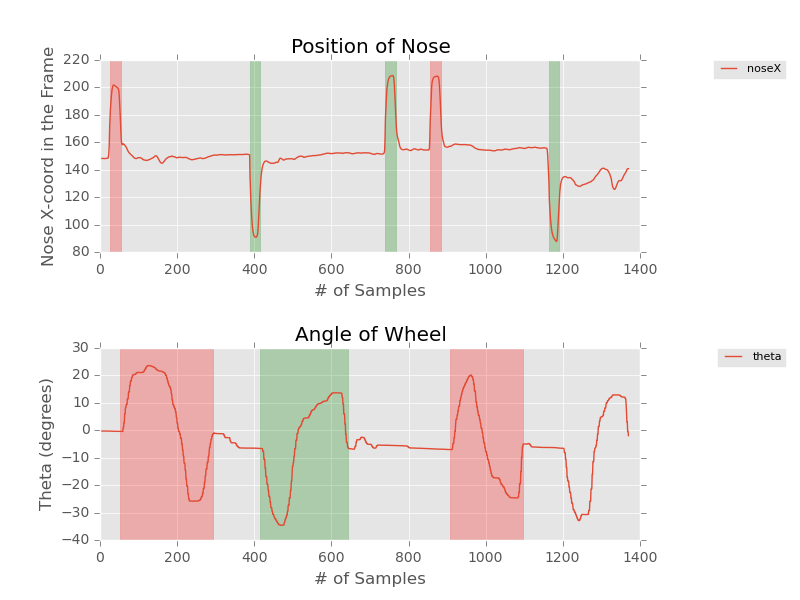 Position of Nose
Nose X-coord in the Frame
220
200
180
160
140
120
100
80
0 200 400 600 800 1000 1200 1400
# of Samples
noseX
Angle of Wheel
Theta (degrees)
30
20
10
0
−10
−20
−30
−40
0 200 400 600 800 1000 1200 1400
# of Samples
theta